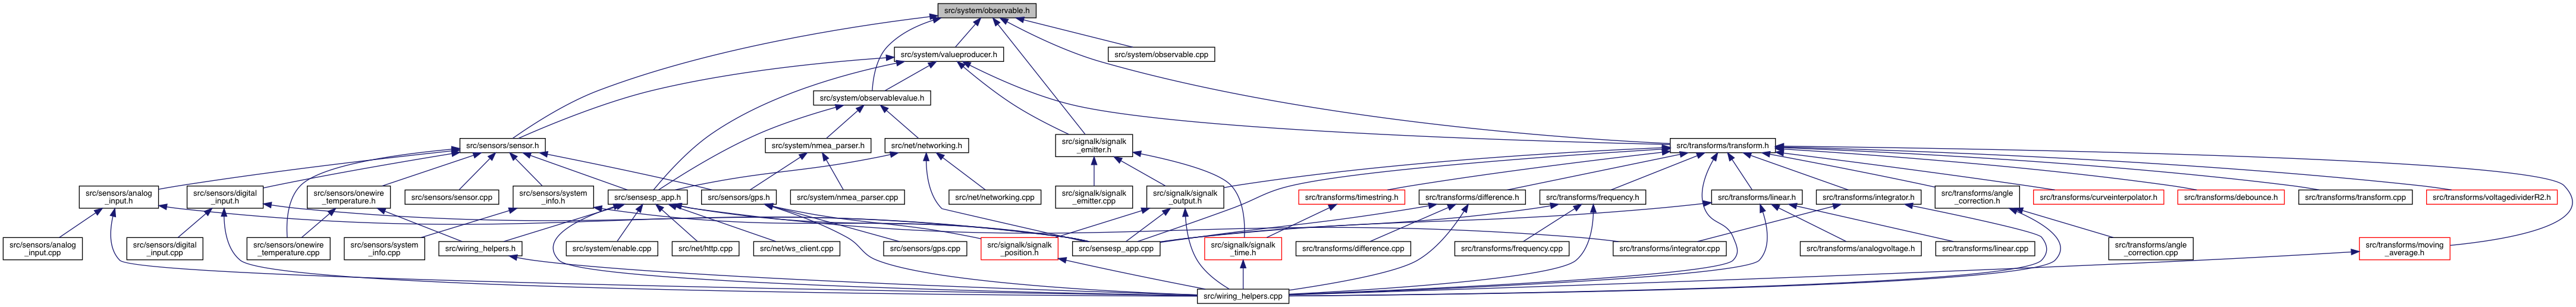 src/system/observable.h
src/system/valueproducer.h
src/system/observable.cpp
src/system/observablevalue.h
src/sensors/sensor.h
src/system/nmea_parser.h
src/net/networking.h
src/signalk/signalk
_emitter.h
src/transforms/transform.h
src/sensors/analog
_input.h
src/sensors/digital
_input.h
src/sensors/onewire
_temperature.h
src/sensors/sensor.cpp
src/sensors/system
_info.h
src/sensesp_app.h
src/sensors/gps.h
src/system/nmea_parser.cpp
src/net/networking.cpp
src/signalk/signalk
_emitter.cpp
src/signalk/signalk
_output.h
src/transforms/timestring.h
src/transforms/difference.h
src/transforms/frequency.h
src/transforms/linear.h
src/transforms/integrator.h
src/transforms/angle
_correction.h
src/transforms/curveinterpolator.h
src/transforms/debounce.h
src/transforms/transform.cpp
src/transforms/voltagedividerR2.h
src/sensors/analog
_input.cpp
src/sensors/digital
_input.cpp
src/sensors/onewire
_temperature.cpp
src/sensors/system
_info.cpp
src/wiring_helpers.h
src/system/enable.cpp
src/net/http.cpp
src/net/ws_client.cpp
src/sensors/gps.cpp
src/signalk/signalk
_position.h
src/sensesp_app.cpp
src/signalk/signalk
_time.h
src/transforms/difference.cpp
src/transforms/frequency.cpp
src/transforms/integrator.cpp
src/transforms/analogvoltage.h
src/transforms/linear.cpp
src/transforms/angle
_correction.cpp
src/transforms/moving
_average.h
src/wiring_helpers.cpp